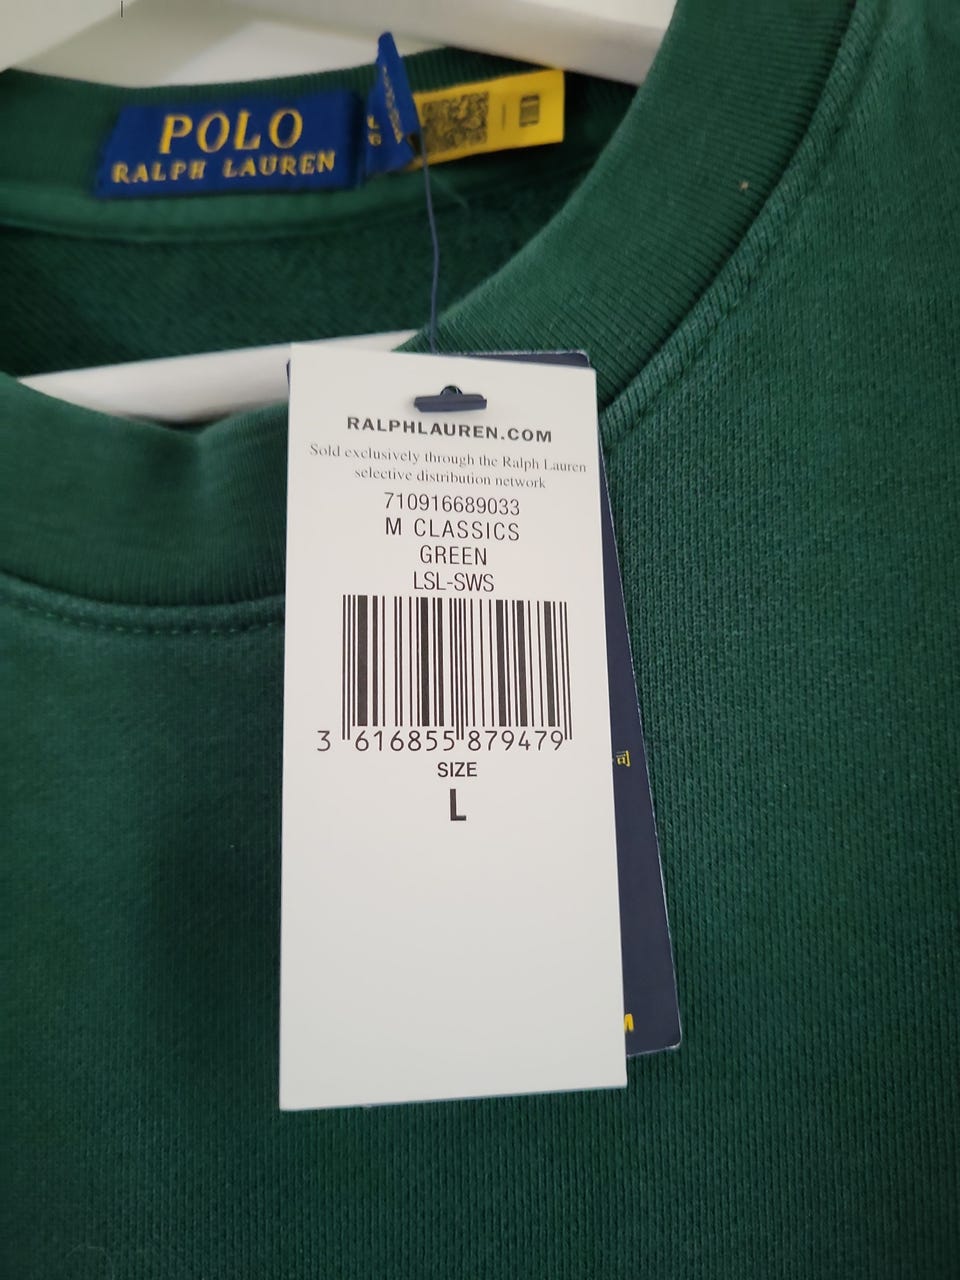 POLO
RALPH LAUREN
RALPHLAUREN.COM
Sold exclusively through the Ralph Lauren
selective distribution network
710916689033
M CLASSICS
GREEN
LSL-SWS
3 616855 879479
SIZE
L